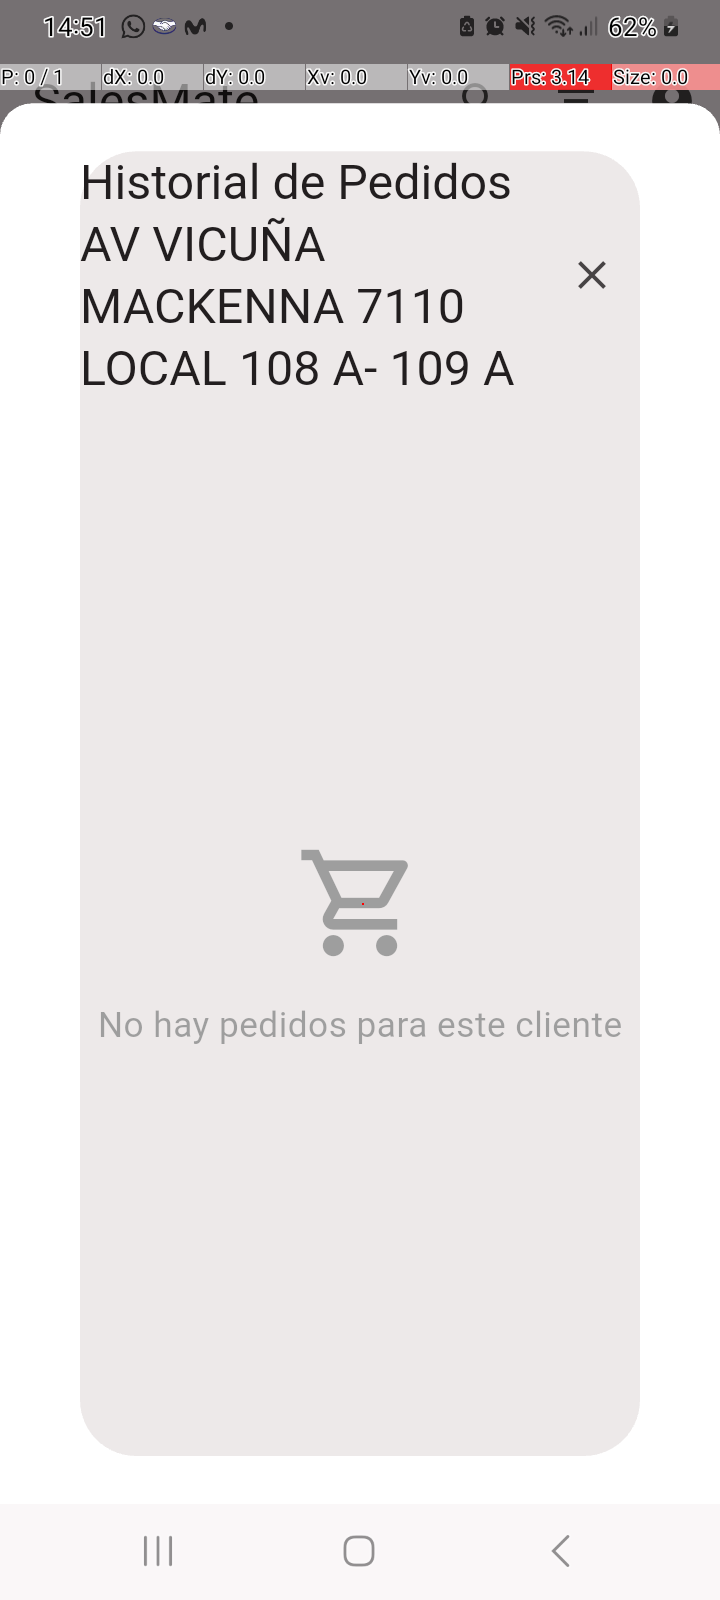 14:51
62%
P: 0 / 1
dX: 0.0
dY: 0.0
Xv: 0.0
Yv: 0.0
Prs: 3.14
Size: 0.0
SalesMate
Historial de Pedidos
AV VICUÑA
MACKENNA 7110
LOCAL 108 A- 109 A
No hay pedidos para este cliente